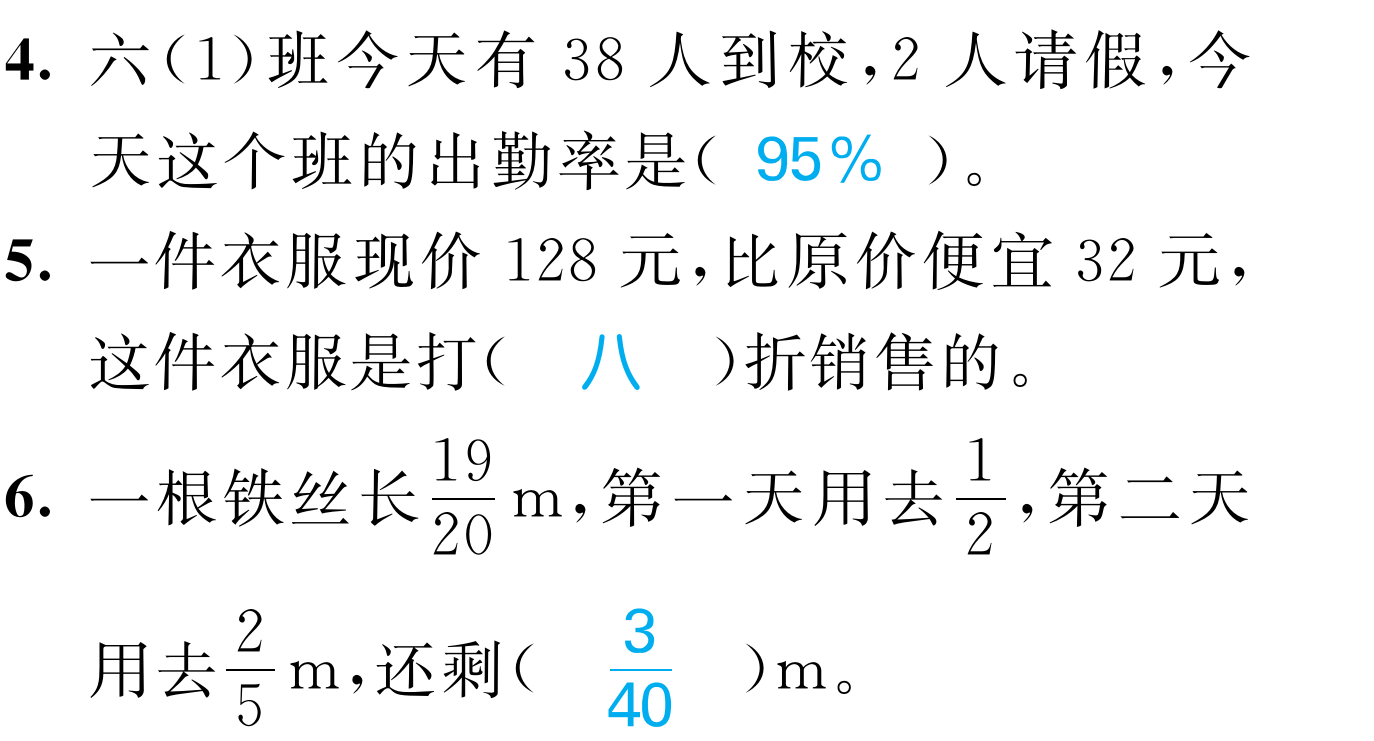 4. 六(1)班今天有 38 人到校,2 人请假,今
天这个班的出勤率是( 95% )。
5. 一件衣服现价 128 元,比原价便宜 32 元,
这件衣服是打( 八 )折销售的。
6. 一根铁丝长19/20 m,第一天用去1/2,第二天
用去2/5 m,还剩( 3/40 )m。